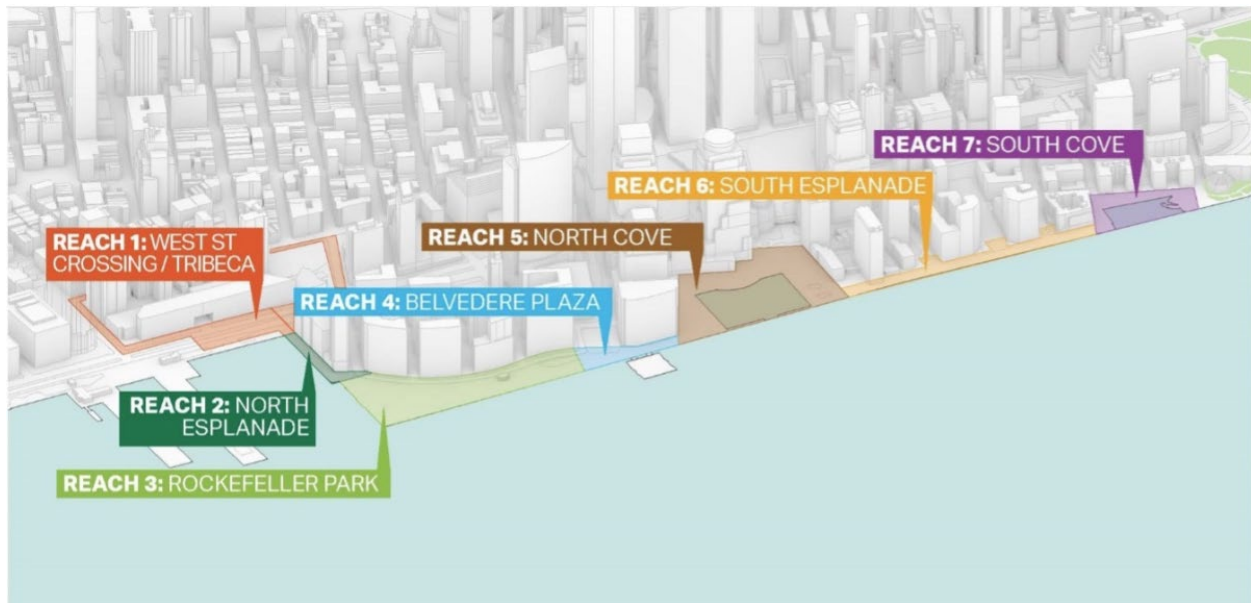 REACH 7: SOUTH COVE
REACH 6: SOUTH ESPLANADE
REACH 5: NORTH COVE
REACH 1: WEST ST
CROSSING / TRIBECA
REACH 4: BELVEDERE PLAZA
REACH 2: NORTH
ESPLANADE
REACH 3: ROCKEFELLER PARK